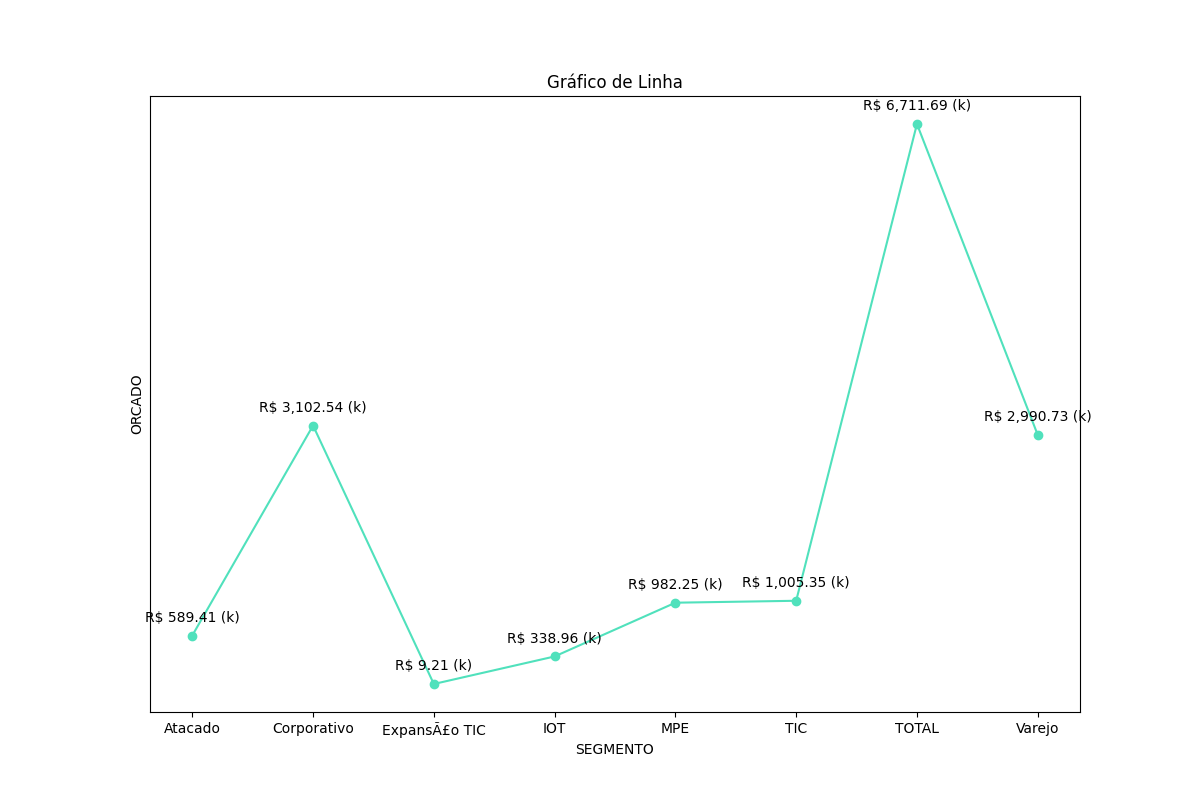 Gráfico de Linha
R$ 6,711.69 (k)
ORCADO
R$ 3,102.54 (k)
R$ 2,990.73 (k)
R$ 982.25 (k)
R$ 1,005.35 (k)
R$ 589.41 (k)
R$ 338.96 (k)
R$ 9.21 (k)
Atacado
Corporativo
ExpansÃ£o TIC
IOT
MPE
TIC
TOTAL
Varejo
SEGMENTO